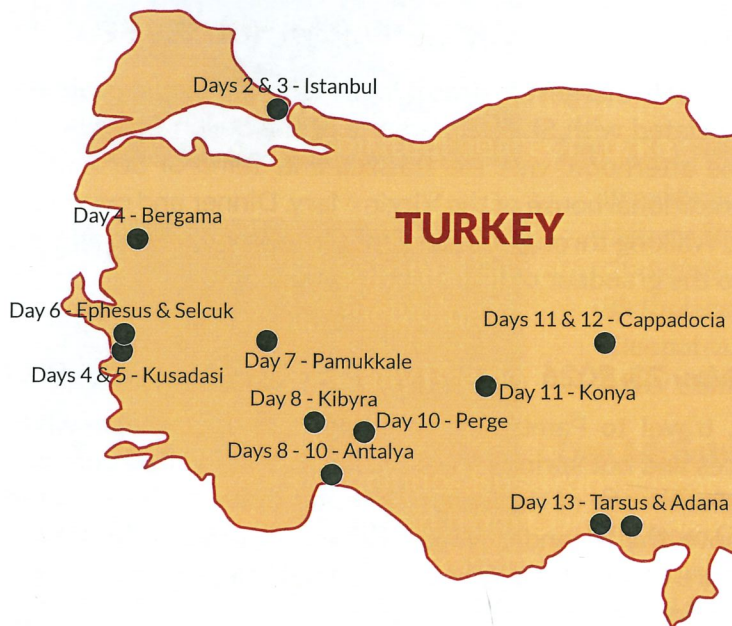 Days 2 & 3 - Istanbul
Day 4 - Bergama
TURKEY
Day 6 - Ephesus & Selcuk
Days 11 & 12 - Cappadocia
Day 7 - Pamukkale
Days 4 & 5 - Kusadasi
Day 11 - Konya
Day 8 - Kibyra
Day 10 - Perge
Days 8 - 10 - Antalya
Day 13 - Tarsus & Adana